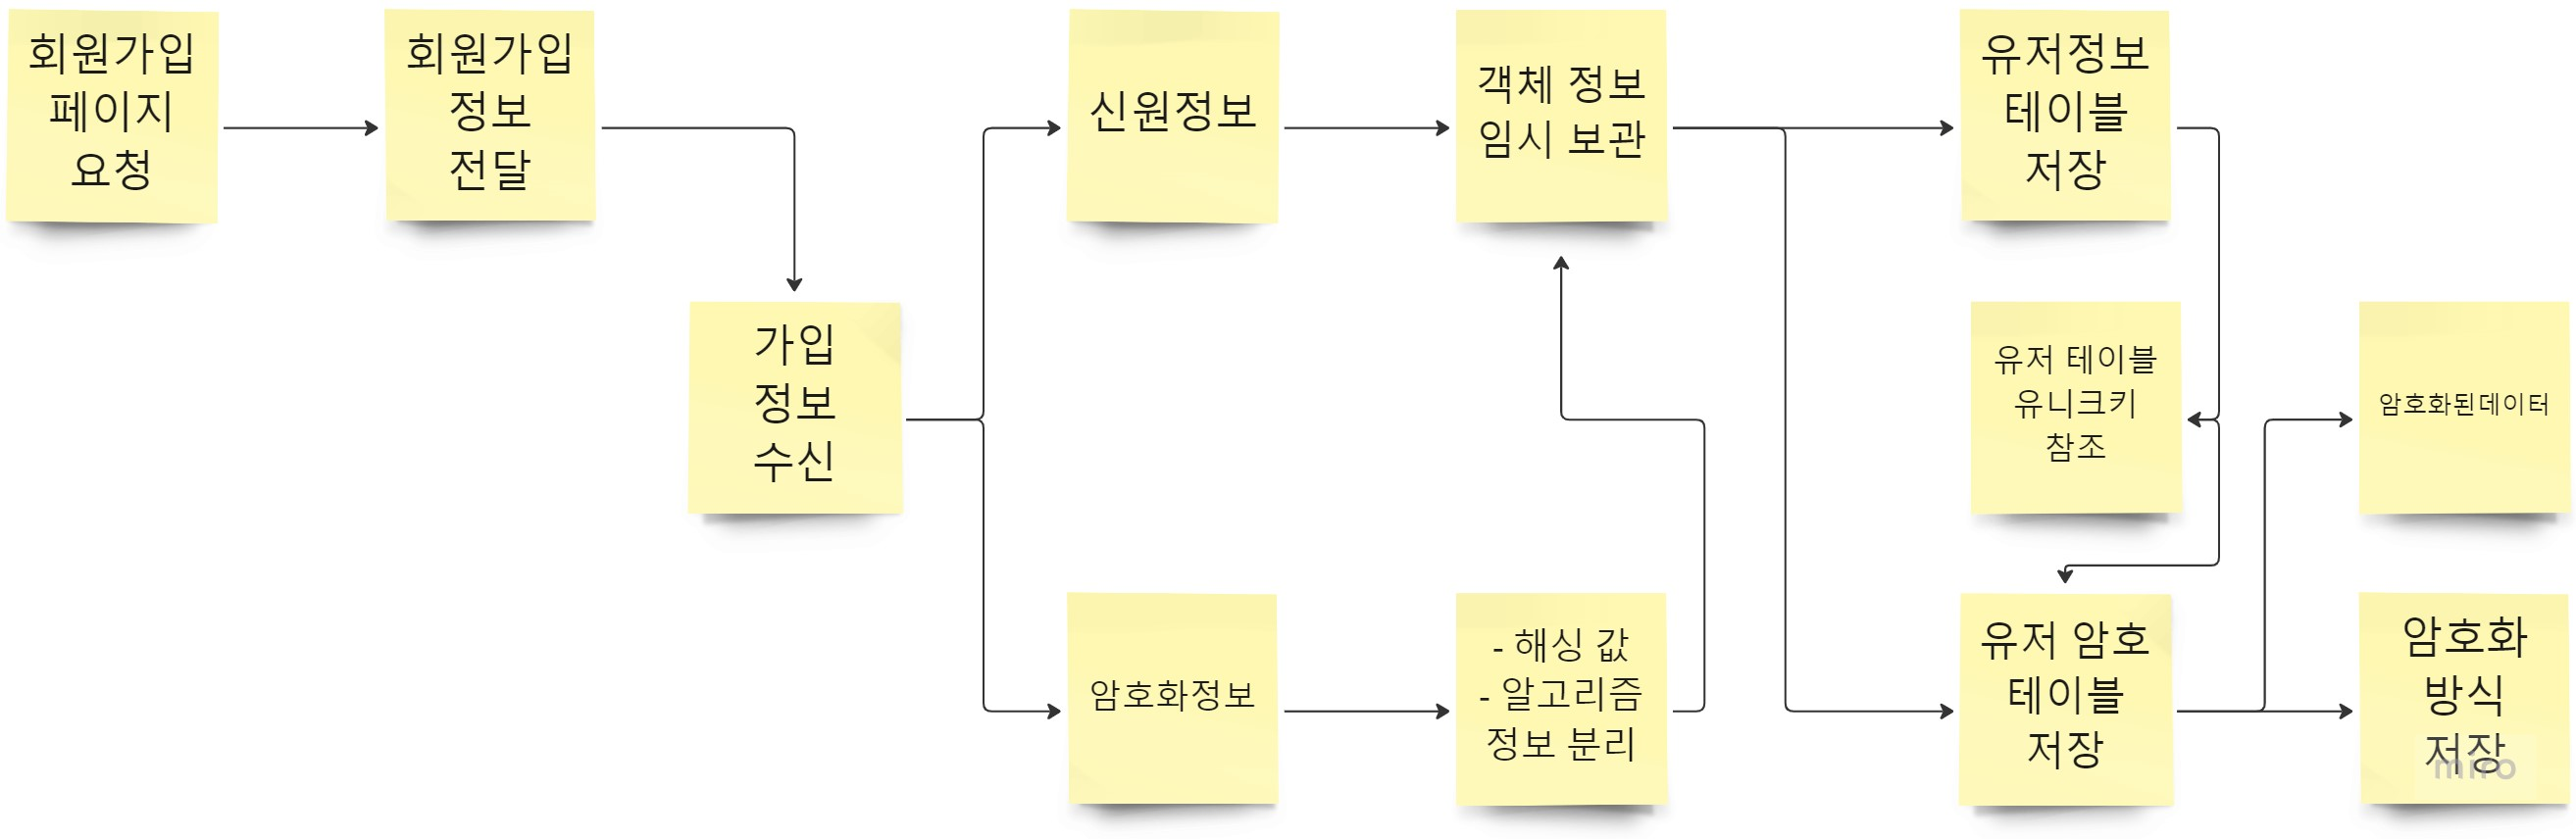 회원가입
페이지
요청
회원가입
정보
전달
가입
정보
수신
신원정보
객체 정보
임시 보관
암호화정보
- 해싱 값
- 알고리즘
정보 분리
유저정보
테이블
저장
유저 테이블
유니크키
참조
유저 암호
테이블
저장
암호화된데이터
암호화
방식
저장
miro